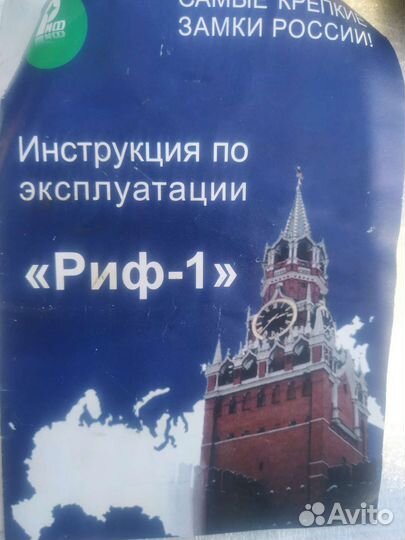 САМЫЕ КРЕПКИЕ
ЗАМКИ РОССИИ!
Инструкция по
эксплуатации
«Риф-1»
Avito